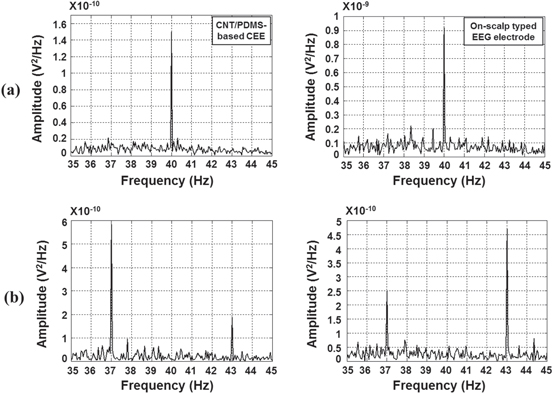 X10-10
CNT/PDMS-
based CEE
1.6
1.4
1.2
1.0
0.8
0.6
0.4
0.2
0
Amplitude (V²/Hz)
35 36 37 38 39 40 41 42 43 44 45
Frequency (Hz)
(a)
X10-9
On-scalp typed
EEG electrode
1
0.9
0.8
0.7
0.6
0.5
0.4
0.3
0.2
0.1
0
Amplitude (V²/Hz)
35 36 37 38 39 40 41 42 43 44 45
Frequency (Hz)
X10-10
6
5
4
3
2
1
0
Amplitude (V²/Hz)
35 36 37 38 39 40 41 42 43 44 45
Frequency (Hz)
(b)
X10-10
5
4.5
4
3.5
3
2.5
2
1.5
1
0.5
0
Amplitude (V²/Hz)
35 36 37 38 39 40 41 42 43 44 45
Frequency (Hz)